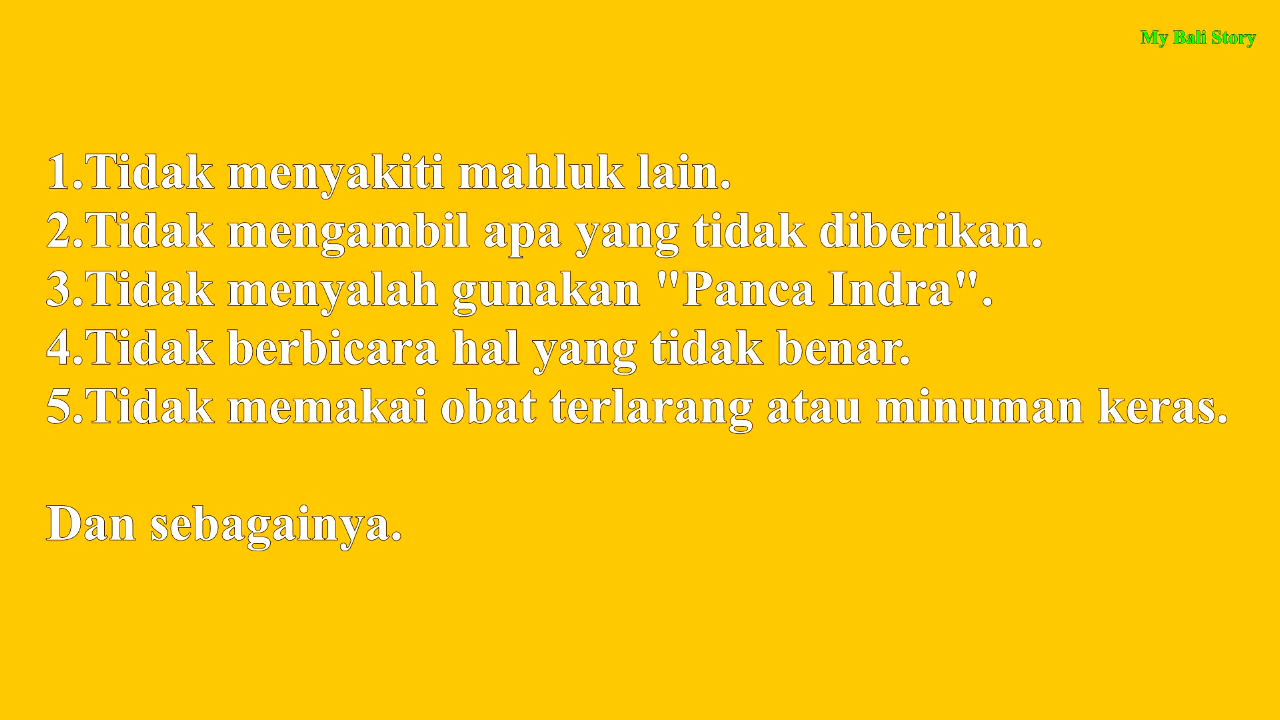 My Bali Story
1.Tidak menyakiti mahluk lain.
2.Tidak mengambil apa yang tidak diberikan.
3.Tidak menyalah gunakan "Panca Indra".
4.Tidak berbicara hal yang tidak benar.
5.Tidak memakai obat terlarang atau minuman keras.
Dan sebagainya.